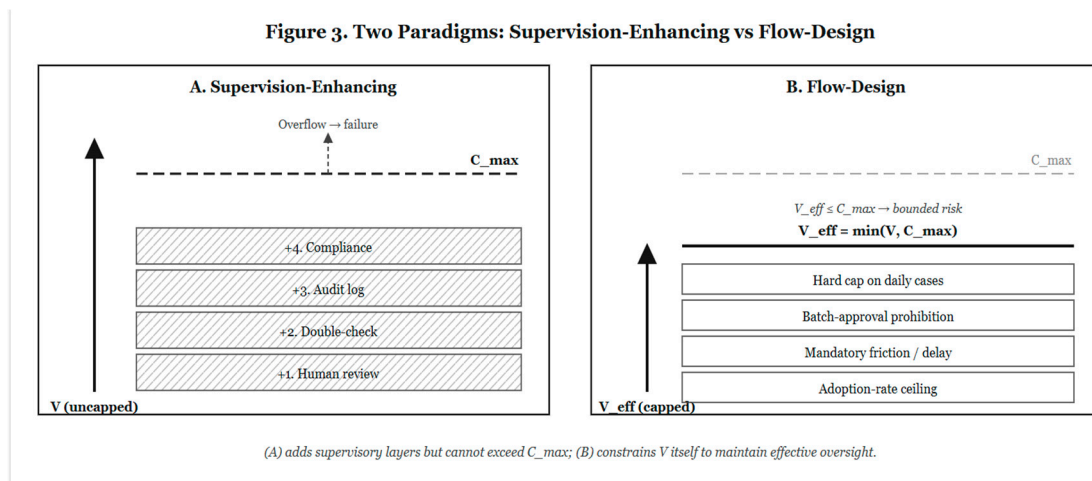 Figure 3. Two Paradigms: Supervision-Enhancing vs Flow-Design
A. Supervision-Enhancing
Overflow → failure
C_max
+4. Compliance
+3. Audit log
+2. Double-check
+1. Human review
V (uncapped)
B. Flow-Design
C_max
V_eff ≤ C_max → bounded risk
V_eff = min(V, C_max)
Hard cap on daily cases
Batch-approval prohibition
Mandatory friction / delay
Adoption-rate ceiling
V_eff (capped)
(A) adds supervisory layers but cannot exceed C_max; (B) constrains V itself to maintain effective oversight.